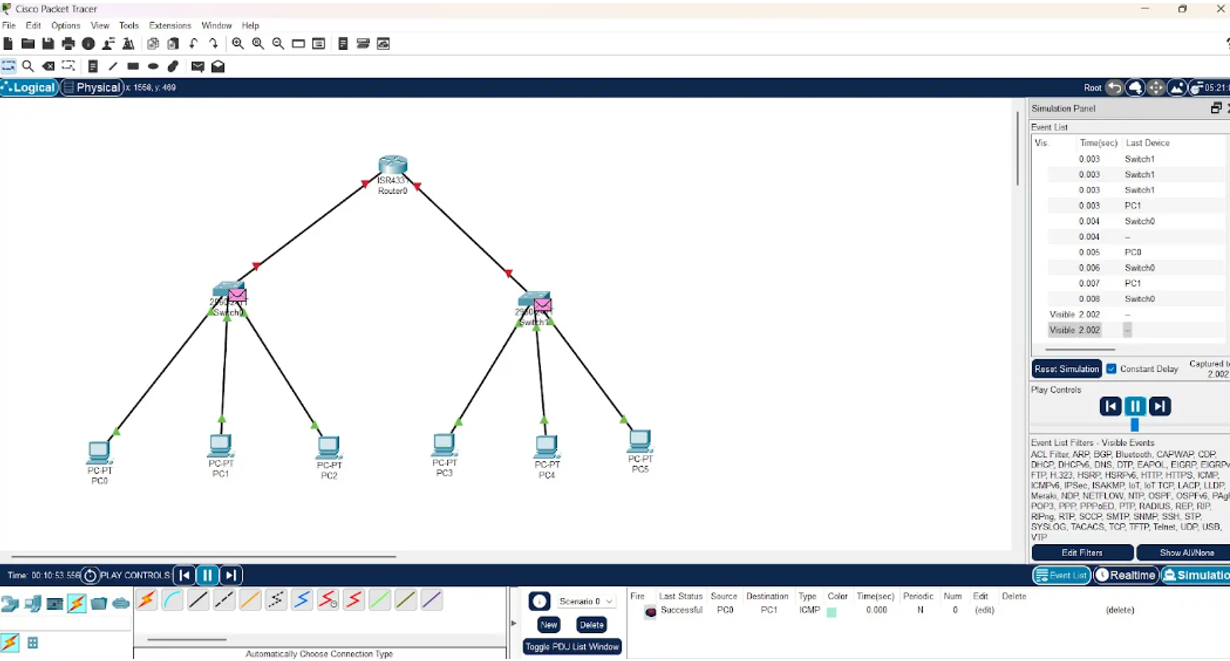 Cisco Packet Tracer
File Edit Options View Tools Extensions Window Help
Logical Physical x: 1558, y: 469
Root 05:21:
Simulation Panel
Event List
Vis. Time(sec) Last Device
0.003 Switch1
0.003 Switch1
0.003 Switch1
0.003 PC1
0.004 Switch0
0.004 --
0.005 PC0
0.006 Switch0
0.007 PC1
0.008 Switch0
Visible 2.002 --
Visible 2.002 --
Reset Simulation Constant Delay Captured to
2.002
Play Controls
Event List Filters - Visible Events
ACL Filter, ARP, BGP, Bluetooth, CAPWAP, CDP,
DHCP, DHCPv6, DNS, DTP, EAPOL, EIGRP, EIGRPv
FTP, H.323, HSRP, HSRPv6, HTTP, HTTPS, ICMP,
ICMPv6, IPSec, ISAKMP, IoT, IoT TCP, LACP, LLDP,
Meraki, NDP, NETFLOW, NTP, OSPF, OSPFv6, PAg
POP3, PPP, PPPoED, PTP, RADIUS, REP, RIP,
RIPng, RTP, SCCP, SMTP, SNMP, SSH, STP,
SYSLOG, TACACS, TCP, TFTP, Telnet, UDP, USB,
VTP
Edit Filters Show All/None
ISR4331
Router0
Switch0
Switch1
PC-PT
PC0
PC-PT
PC1
PC-PT
PC2
PC-PT
PC3
PC-PT
PC4
PC-PT
PC5
Time: 00:10:53.556 PLAY CONTROLS:
Event List Realtime Simulatio
Scenario 0
New Delete
Toggle PDU List Window
Fire Last Status Source Destination Type Color Time(sec) Periodic Num Edit Delete
Successful PC0 PC1 ICMP 0.000 N 0 (edit) (delete)
Automatically Choose Connection Type